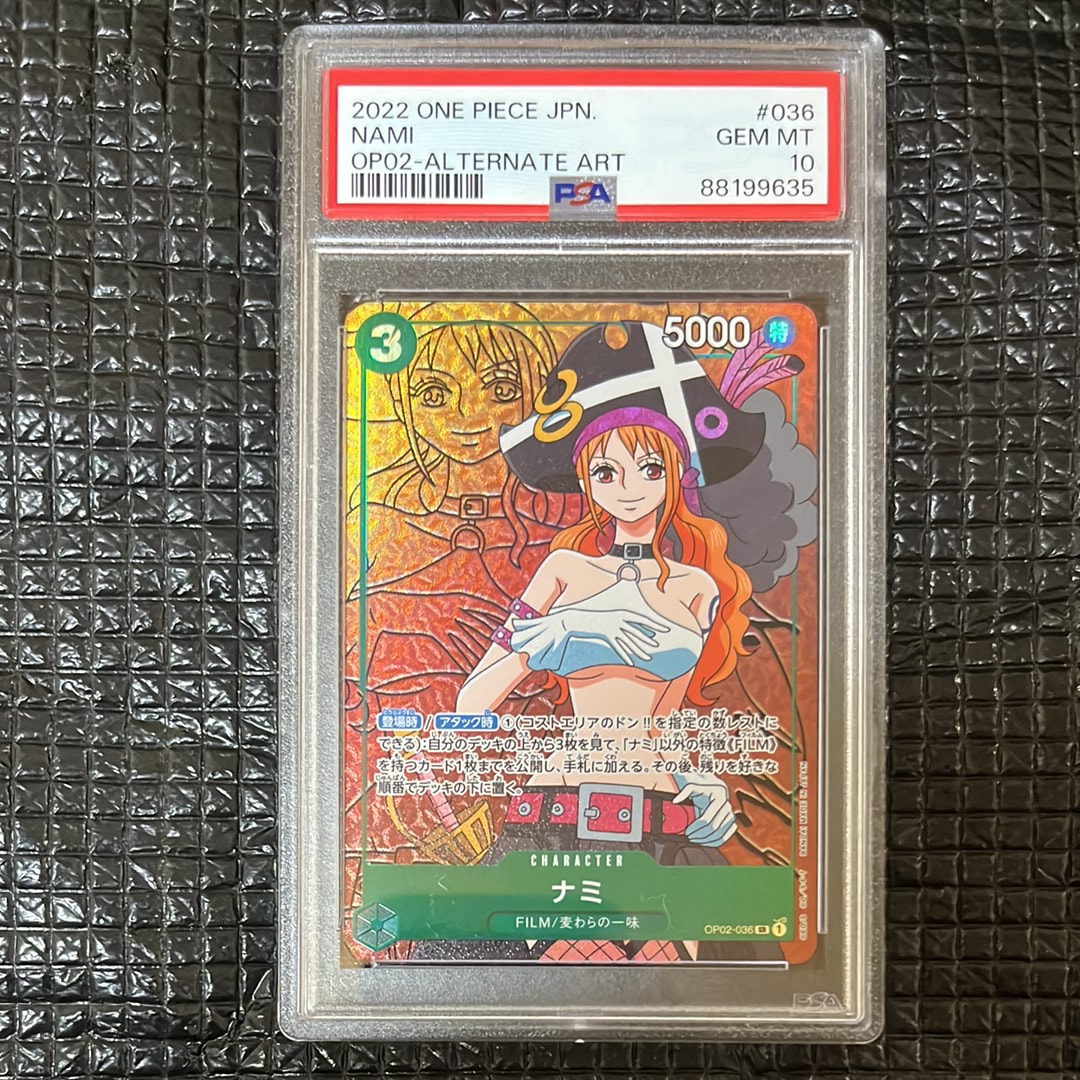 2022 ONE PIECE JPN. #036
NAMI GEM MT
OP02-ALTERNATE ART 10
PSA 88199635
3 5000 特
登場時 / アタック時 ①(コストエリアのドン!!を指定の数レストに
できる):自分のデッキの上から3枚を見て、「ナミ」以外の特徴《FILM》
を持つカード1枚までを公開し、手札に加える。その後、残りを好きな
順番でデッキの下に置く。
CHARACTER
ナミ
FILM/麦わらの一味
OP02-036 1
PSA